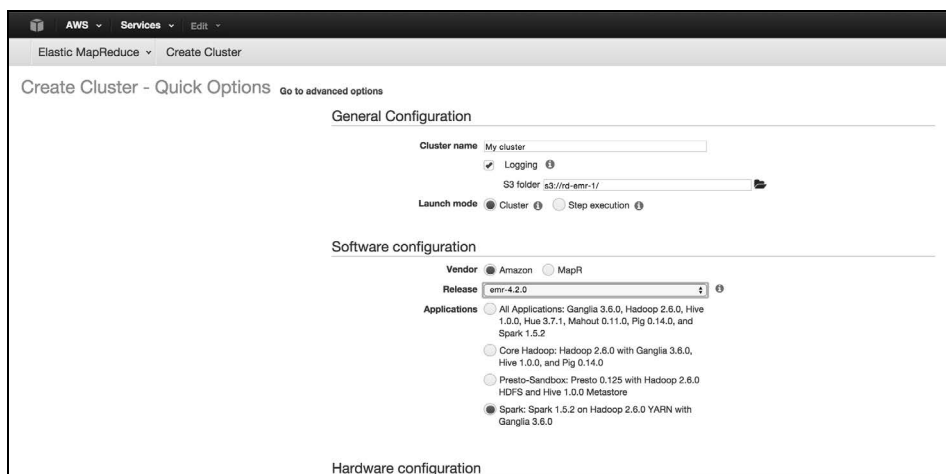 AWS Services Edit
Elastic MapReduce Create Cluster
Create Cluster - Quick Options Go to advanced options
General Configuration
Cluster name My cluster
Logging
S3 folder s3://rd-emr-1/
Launch mode Cluster Step execution
Software configuration
Vendor Amazon MapR
Release emr-4.2.0
Applications All Applications: Ganglia 3.6.0, Hadoop 2.6.0, Hive
1.0.0, Hue 3.7.1, Mahout 0.11.0, Pig 0.14.0, and
Spark 1.5.2
Core Hadoop: Hadoop 2.6.0 with Ganglia 3.6.0,
Hive 1.0.0, and Pig 0.14.0
Presto-Sandbox: Presto 0.125 with Hadoop 2.6.0
HDFS and Hive 1.0.0 Metastore
Spark: Spark 1.5.2 on Hadoop 2.6.0 YARN with
Ganglia 3.6.0
Hardware configuration